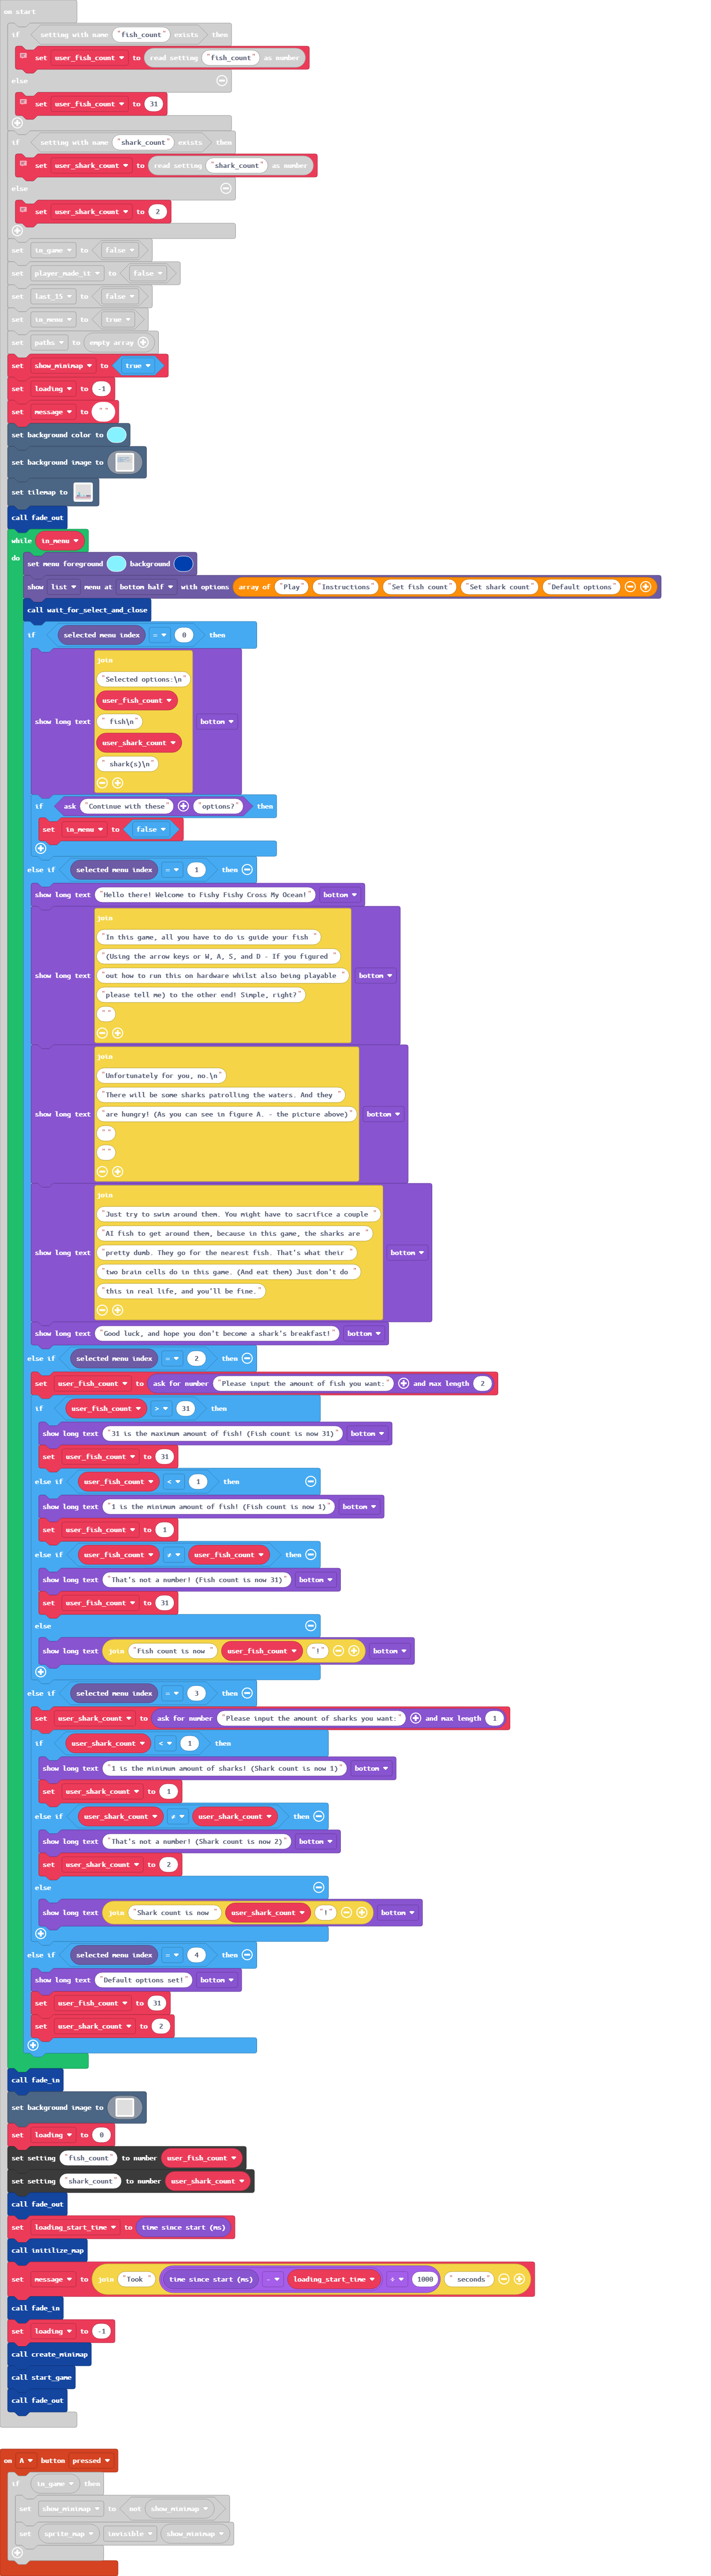 on start
if setting with name "fish_count" exists then
set user_fish_count to read setting "fish_count" as number
else
set user_fish_count to 31
if setting with name "shark_count" exists then
set user_shark_count to read setting "shark_count" as number
else
set user_shark_count to 2
set in_game to false
set player_made_it to false
set last_15 to false
set in_menu to true
set paths to empty array
set show_minimap to true
set loading to -1
set message to ""
set background color to
set background image to
set tilemap to
call fade_out
while in_menu
do
set menu foreground background
show list menu at bottom half with options array of "Play" "Instructions" "Set fish count" "Set shark count" "Default options"
call wait_for_select_and_close
if selected menu index = 0 then
join
"Selected options:\n"
user_fish_count
show long text " fish\n" bottom
user_shark_count
" shark(s)\n"
if ask "Continue with these" "options?" then
set in_menu to false
else if selected menu index = 1 then
show long text "Hello there! Welcome to Fishy Fishy Cross My Ocean!" bottom
join
"In this game, all you have to do is guide your fish "
"(Using the arrow keys or W, A, S, and D - If you figured "
show long text "out how to run this on hardware whilst also being playable " bottom
"please tell me) to the other end! Simple, right?"
""
join
"Unfortunately for you, no.\n"
"There will be some sharks patrolling the waters. And they "
show long text "are hungry! (As you can see in figure A. - the picture above)" bottom
""
""
join
"Just try to swim around them. You might have to sacrifice a couple "
"AI fish to get around them, because in this game, the sharks are "
show long text "pretty dumb. They go for the nearest fish. That's what their " bottom
"two brain cells do in this game. (And eat them) Just don't do "
"this in real life, and you'll be fine."
show long text "Good luck, and hope you don't become a shark's breakfast!" bottom
else if selected menu index = 2 then
set user_fish_count to ask for number "Please input the amount of fish you want:" and max length 2
if user_fish_count > 31 then
show long text "31 is the maximum amount of fish! (Fish count is now 31)" bottom
set user_fish_count to 31
else if user_fish_count < 1 then
show long text "1 is the minimum amount of fish! (Fish count is now 1)" bottom
set user_fish_count to 1
else if user_fish_count ≠ user_fish_count then
show long text "That's not a number! (Fish count is now 31)" bottom
set user_fish_count to 31
else
show long text join "Fish count is now " user_fish_count "!" bottom
else if selected menu index = 3 then
set user_shark_count to ask for number "Please input the amount of sharks you want:" and max length 1
if user_shark_count < 1 then
show long text "1 is the minimum amount of sharks! (Shark count is now 1)" bottom
set user_shark_count to 1
else if user_shark_count ≠ user_shark_count then
show long text "That's not a number! (Shark count is now 2)" bottom
set user_shark_count to 2
else
show long text join "Shark count is now " user_shark_count "!" bottom
else if selected menu index = 4 then
show long text "Default options set!" bottom
set user_fish_count to 31
set user_shark_count to 2
call fade_in
set background image to
set loading to 0
set setting "fish_count" to number user_fish_count
set setting "shark_count" to number user_shark_count
call fade_out
set loading_start_time to time since start (ms)
call initilize_map
set message to join "Took " time since start (ms) - loading_start_time ÷ 1000 " seconds"
call fade_in
set loading to -1
call create_minimap
call start_game
call fade_out
on A button pressed
if in_game then
set show_minimap to not show_minimap
set sprite_map invisible show_minimap